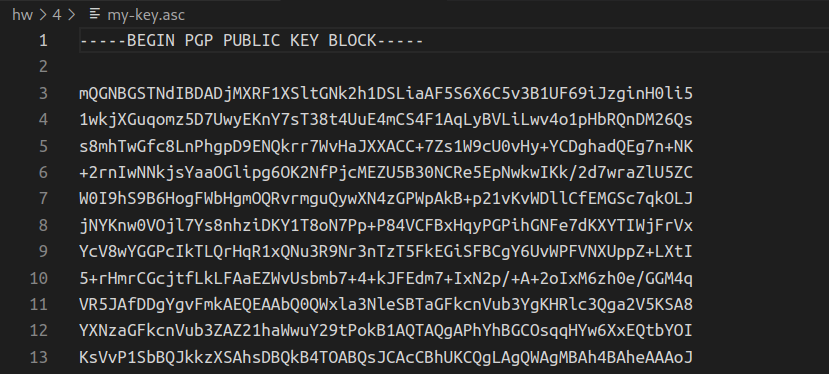 hw > 4 > my-key.asc
1 -----BEGIN PGP PUBLIC KEY BLOCK-----
2
3 mQGNBGSTNdIBDADjMXRF1XSltGNk2h1DSLiaAF5S6X6C5v3B1UF69iJzginH0li5
4 1wkjXGuqomz5D7UwyEKnY7sT38t4UuE4mCS4F1AqLyBVLiLwv4o1pHbRQnDM26Qs
5 s8mhTwGfc8LnPhgpD9ENQkrr7WvHaJXXACC+7Zs1W9cU0vHy+YCDghadQEg7n+NK
6 +2rnIwNNkjsYaaOGlipg6OK2NfPjcMEZU5B30NCRe5EpNwkwIKk/2d7wraZlU5ZC
7 W0I9hS9B6HogFWbHgmOQRvrmguQywXN4zGPWpAkB+p21vKvWDllCfEMGSc7qkOLJ
8 jNYKnw0VOjl7Ys8nhziDKY1T8oN7Pp+P84VCFBxHqyPGPihGNFe7dKXYTIWjFrVx
9 YcV8wYGGPcIkTLQrHqR1xQNu3R9Nr3nTzT5FkEGiSFBCgY6UvWPFVNXUppZ+LXtI
10 5+rHmrCGcjtfLkLFAaEZWvUsbmb7+4+kJFEdm7+IxN2p/+A+2oIxM6zh0e/GGM4q
11 VR5JAfDDgYgvFmkAEQEAAbQ0QWxla3NleSBTaGFkcnVub3YgKHRlc3Qga2V5KSA8
12 YXNzaGFkcnVub3ZAZ21haWwuY29tPokB1AQTAQgAPhYhBGCOsqqHYw6XxEQtbYOI
13 KsVvP1SbBQJkkzXSAhsDBQkB4TOABQsJCAcCBhUKCQgLAgQWAgMBAh4BAheAAAoJ